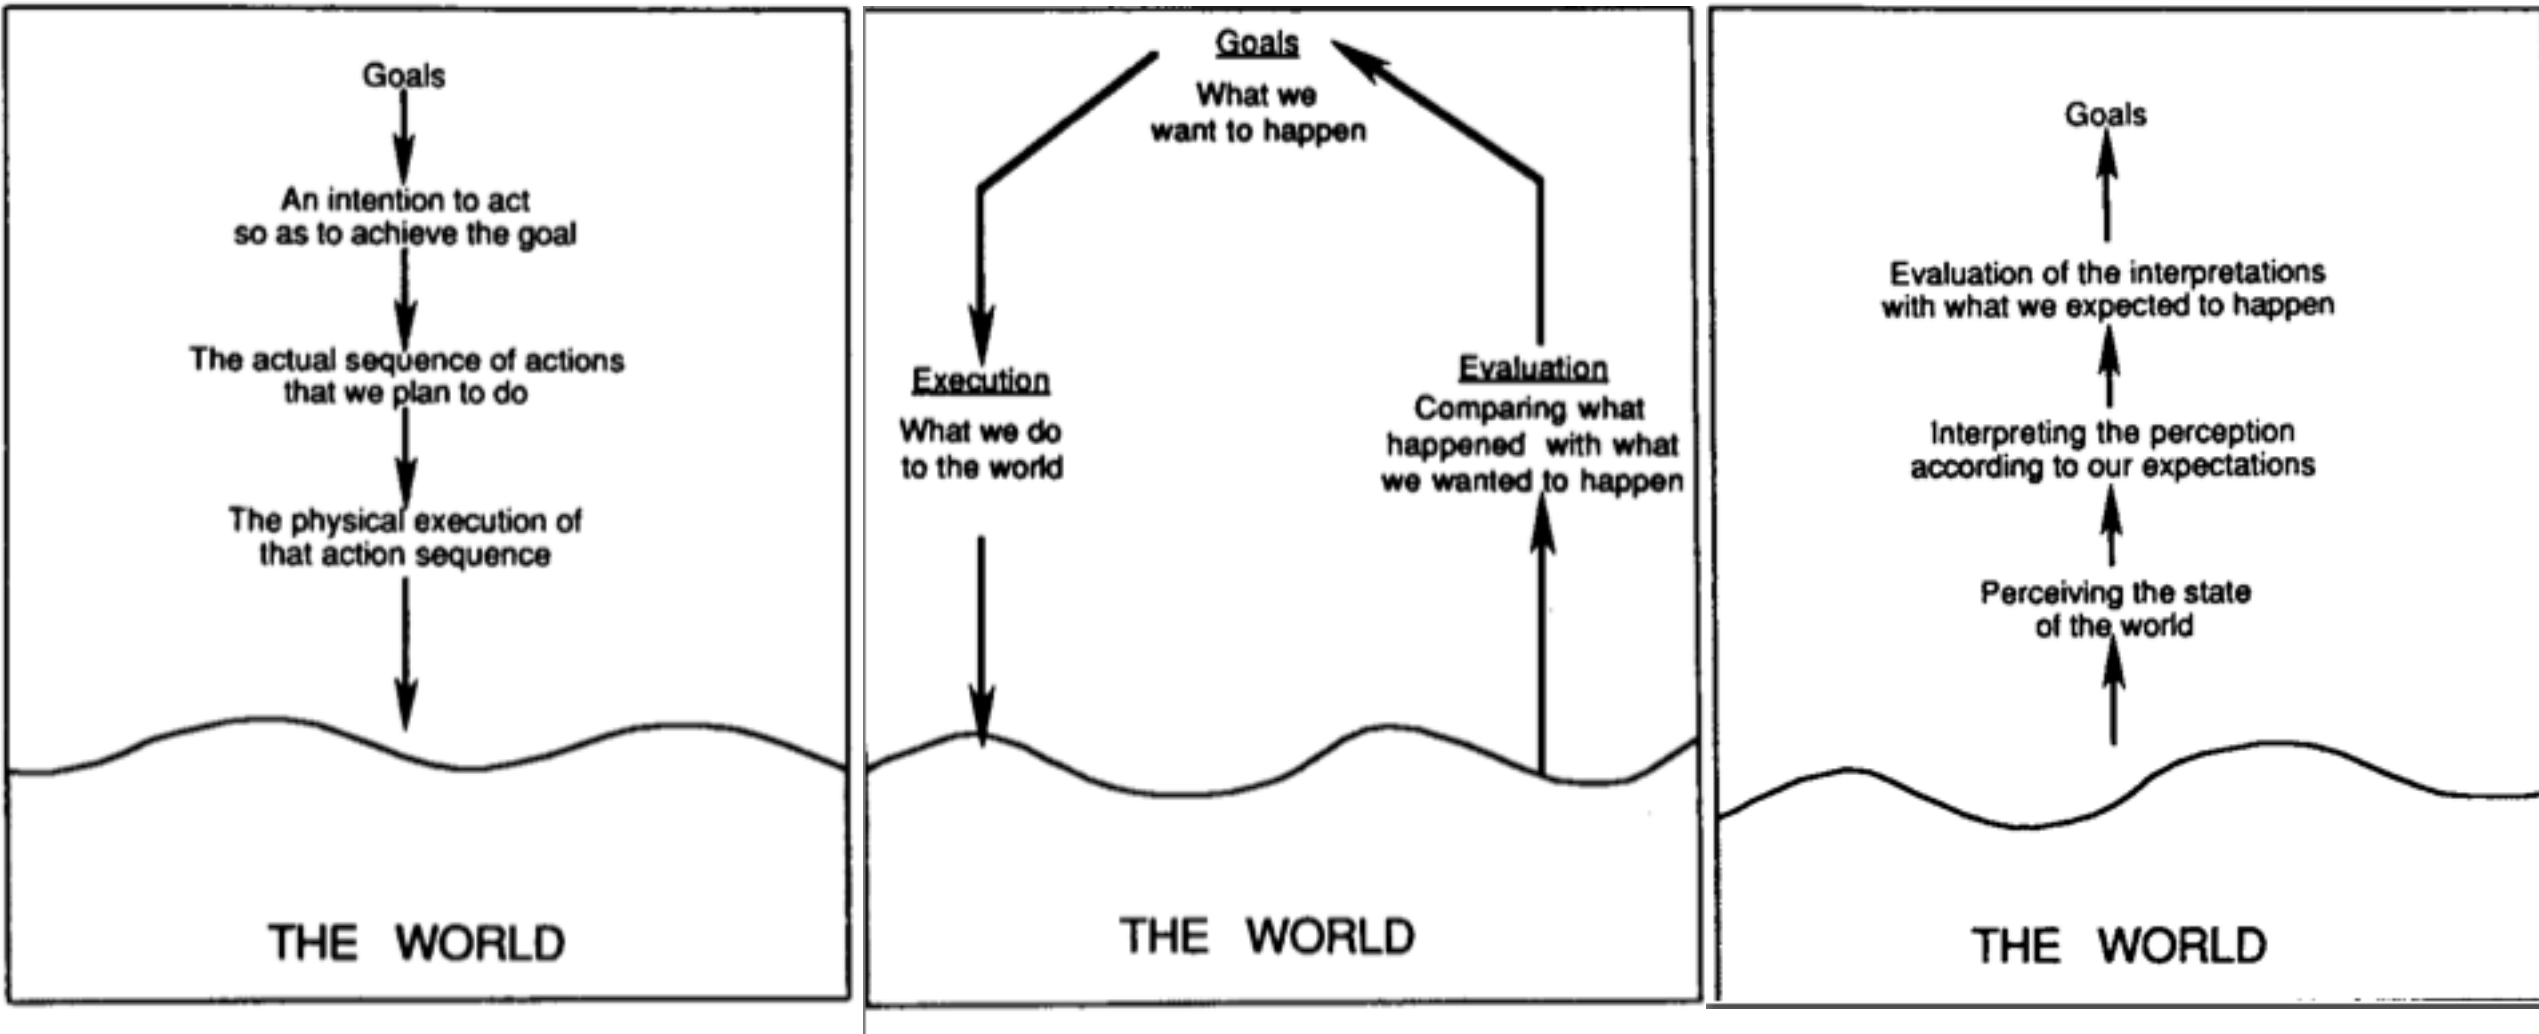 Goals
An intention to act
so as to achieve the goal
The actual sequence of actions
that we plan to do
The physical execution of
that action sequence
THE WORLD
Goals
What we
want to happen
Execution
What we do
to the world
Evaluation
Comparing what
happened with what
we wanted to happen
THE WORLD
Goals
Evaluation of the interpretations
with what we expected to happen
Interpreting the perception
according to our expectations
Perceiving the state
of the world
THE WORLD